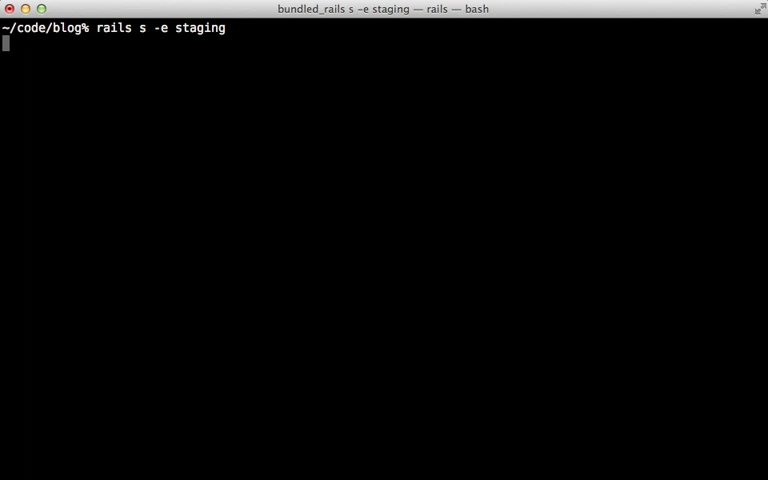 bundled_rails s -e staging — rails — bash
~/code/blog% rails s -e staging